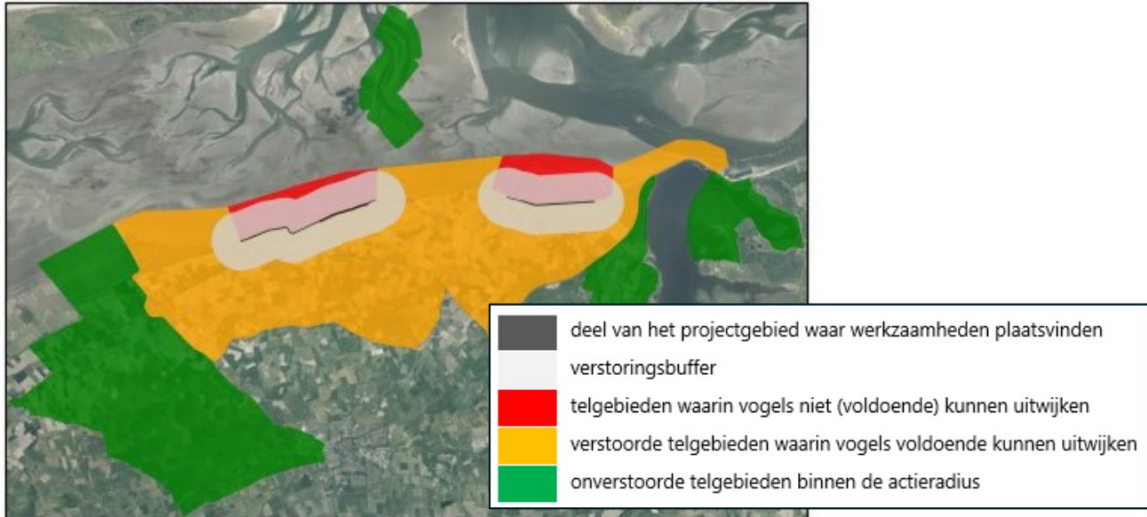 deel van het projectgebied waar werkzaamheden plaatsvinden
verstoringsbuffer
telgebieden waarin vogels niet (voldoende) kunnen uitwijken
verstoorde telgebieden waarin vogels voldoende kunnen uitwijken
onverstoorde telgebieden binnen de actieradius